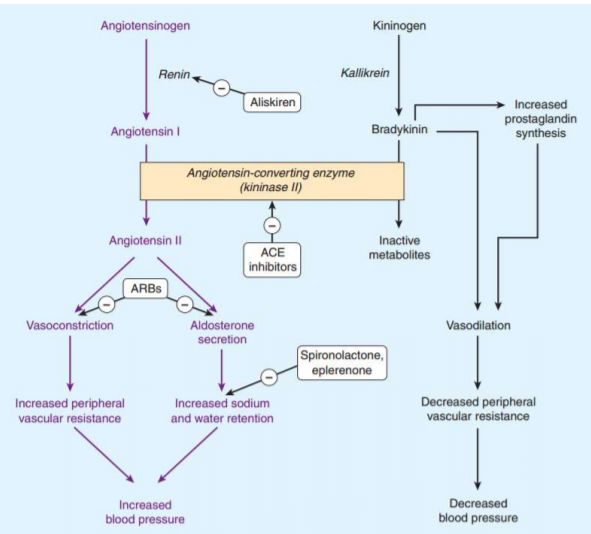 Angiotensinogen
Kininogen
Renin
Kallikrein
−
Aliskiren
Increased
prostaglandin
synthesis
Angiotensin I
Bradykinin
Angiotensin-converting enzyme
(kininase II)
−
Angiotensin II
ACE
inhibitors
Inactive
metabolites
ARBs
−
−
Vasoconstriction
Aldosterone
secretion
Vasodilation
Spironolactone,
eplerenone
−
Increased peripheral
vascular resistance
Increased sodium
and water retention
Decreased peripheral
vascular resistance
Increased
blood pressure
Decreased
blood pressure